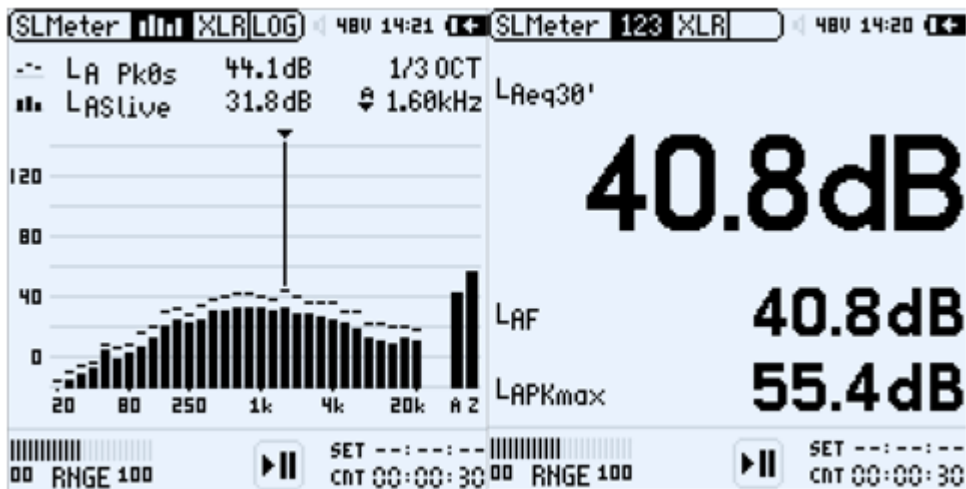 SLMeter XLR LOG 48V 14:21
LA Pk0s 44.1dB 1/3 OCT
LASlive 31.8dB A 1.60kHz
120
80
40
0
20 80 250 1k 4k 20k A Z
SET --:--:--
00 RNGE 100 CNT 00:00:30
SLMeter 123 XLR 48V 14:20
LAeq30'
40.8dB
LAF 40.8dB
LAPKmax 55.4dB
SET --:--:--
00 RNGE 100 CNT 00:00:30